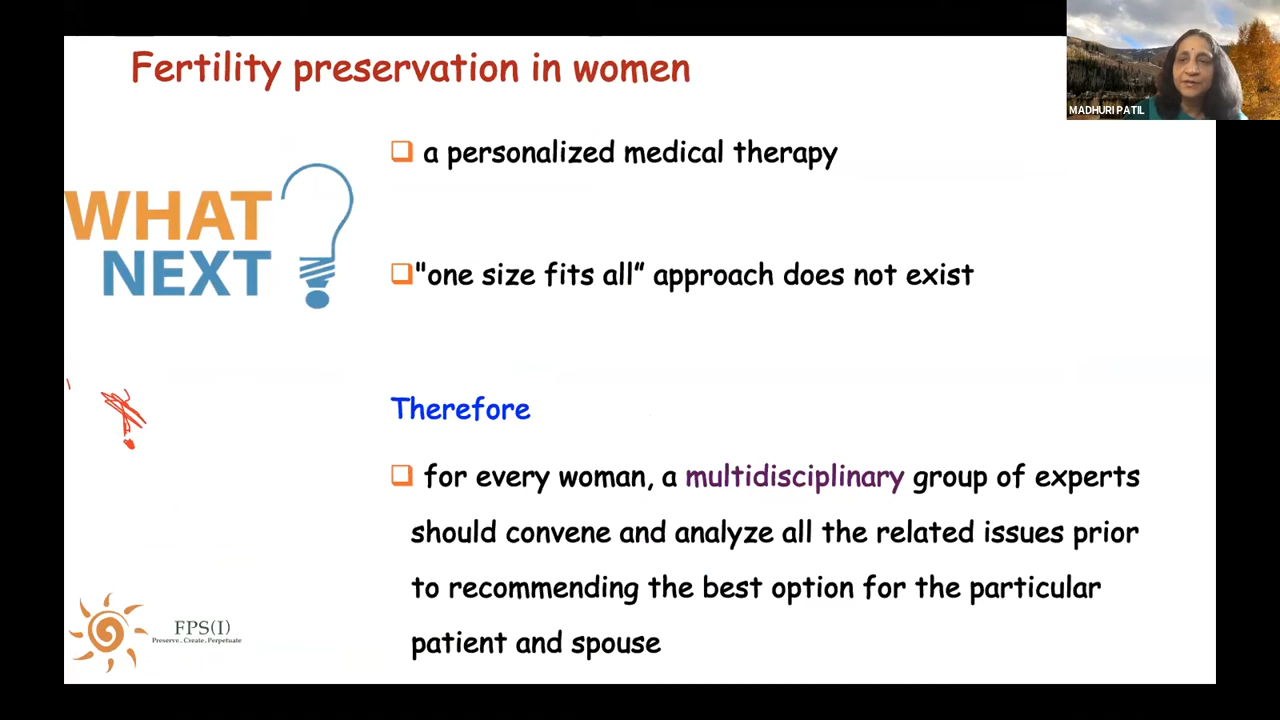 Fertility preservation in women
MADHURI PATIL
a personalized medical therapy
WHAT
NEXT
"one size fits all” approach does not exist
Therefore
for every woman, a multidisciplinary group of experts
should convene and analyze all the related issues prior
to recommending the best option for the particular
patient and spouse
FPS(I)
Preserve . Create . Perpetuate